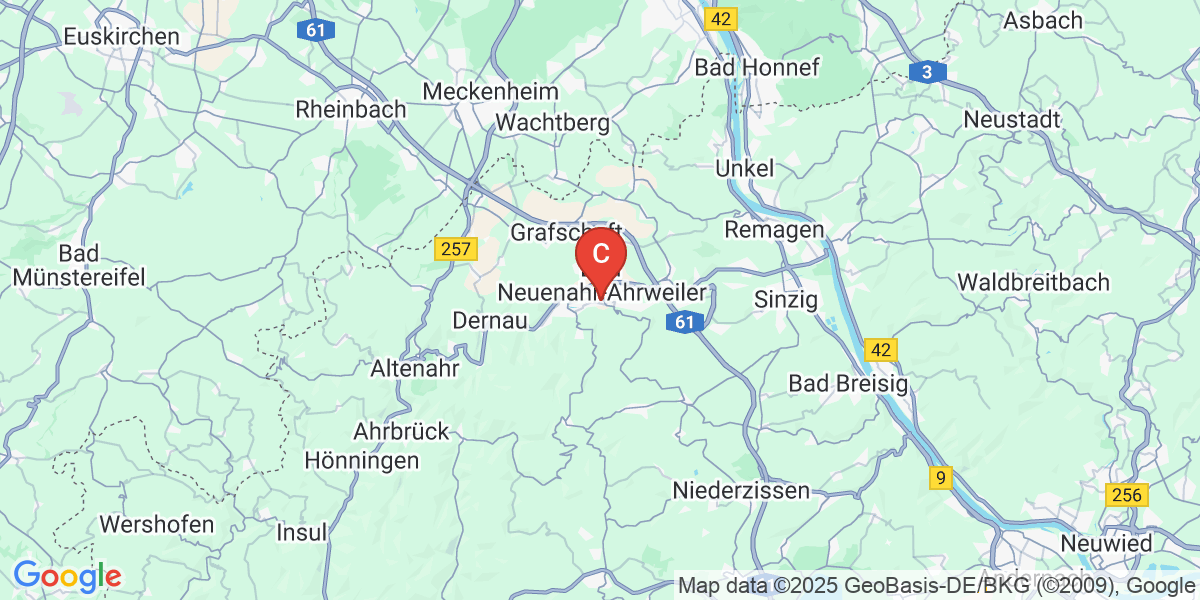 Asbach
42
61
Euskirchen
Bad Honnef
3
Meckenheim
Rheinbach
Wachtberg
Neustadt
Unkel
Remagen
Grafschaft
257
Bad
Münstereifel
C
Neuenahr-Ahrweiler
Waldbreitbach
Sinzig
Dernau
61
42
Altenahr
Bad Breisig
Ahrbrück
Hönningen
9
Niederzissen
256
Wershofen
Insul
Neuwied
Google
Map data ©2025 GeoBasis-DE/BKG (©2009), Google